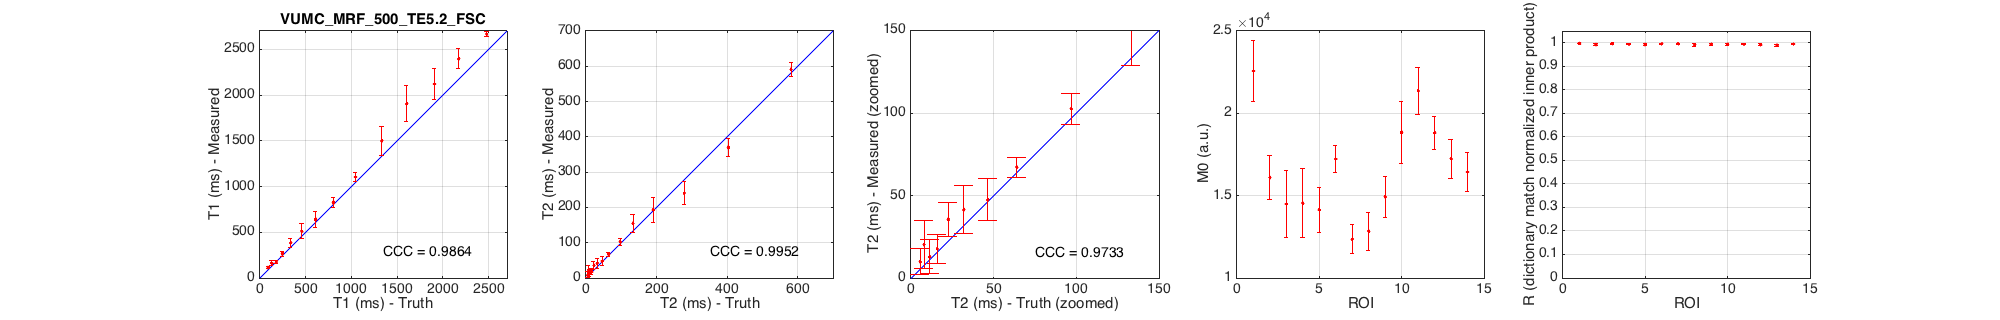 VUMC_MRF_500_TE5.2_FSC
T1 (ms) - Measured
2500
2000
1500
1000
500
0
CCC = 0.9864
0 500 1000 1500 2000 2500
T1 (ms) - Truth
T2 (ms) - Measured
700
600
500
400
300
200
100
0
CCC = 0.9952
0 200 400 600
T2 (ms) - Truth
T2 (ms) - Measured (zoomed)
150
100
50
0
CCC = 0.9733
0 50 100 150
T2 (ms) - Truth (zoomed)
×10⁴
M0 (a.u.)
2.5
2
1.5
1
0 5 10 15
ROI
R (dictionary match normalized inner product)
1
0.9
0.8
0.7
0.6
0.5
0.4
0.3
0.2
0.1
0
0 5 10 15
ROI